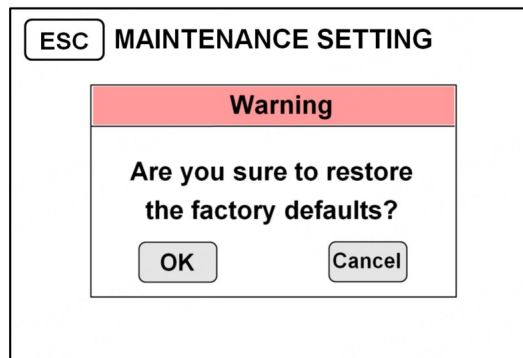 ESC MAINTENANCE SETTING
Warning
Are you sure to restore
the factory defaults?
OK Cancel